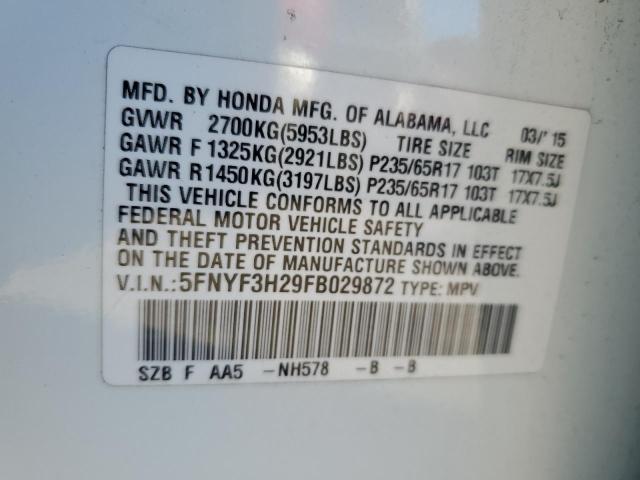 MFD. BY HONDA MFG. OF ALABAMA, LLC 03/'15
GVWR 2700KG(5953LBS) TIRE SIZE RIM SIZE
GAWR F 1325KG(2921LBS) P235/65R17 103T 17X7.5J
GAWR R 1450KG(3197LBS) P235/65R17 103T 17X7.5J
THIS VEHICLE CONFORMS TO ALL APPLICABLE
FEDERAL MOTOR VEHICLE SAFETY
AND THEFT PREVENTION STANDARDS IN EFFECT
ON THE DATE OF MANUFACTURE SHOWN ABOVE.
V.I.N.:5FNYF3H29FB029872 TYPE: MPV
SZB F AA5 -NH578 -B -B